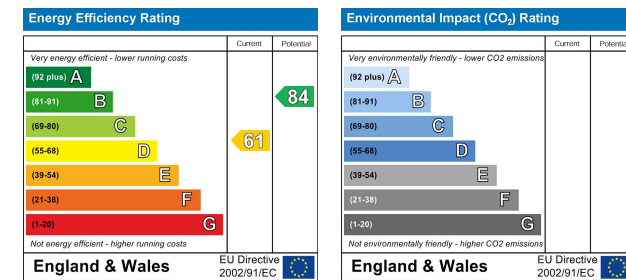 Energy Efficiency Rating
Current Potential
Very energy efficient - lower running costs
(92 plus) A
(81-91) B
84
(69-80) C
61
(55-68) D
(39-54) E
(21-38) F
(1-20) G
Not energy efficient - higher running costs
England & Wales
EU Directive
2002/91/EC
Environmental Impact (CO₂) Rating
Current Potential
Very environmentally friendly - lower CO2 emissions
(92 plus) A
(81-91) B
(69-80) C
(55-68) D
(39-54) E
(21-38) F
(1-20) G
Not environmentally friendly - higher CO2 emissions
England & Wales
EU Directive
2002/91/EC